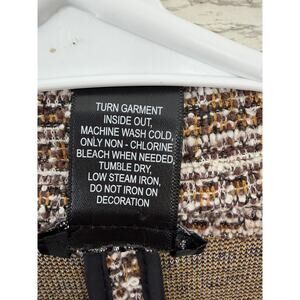 TURN GARMENT
INSIDE OUT,
MACHINE WASH COLD,
ONLY NON - CHLORINE
BLEACH WHEN NEEDED,
TUMBLE DRY,
LOW STEAM IRON,
DO NOT IRON ON
DECORATION